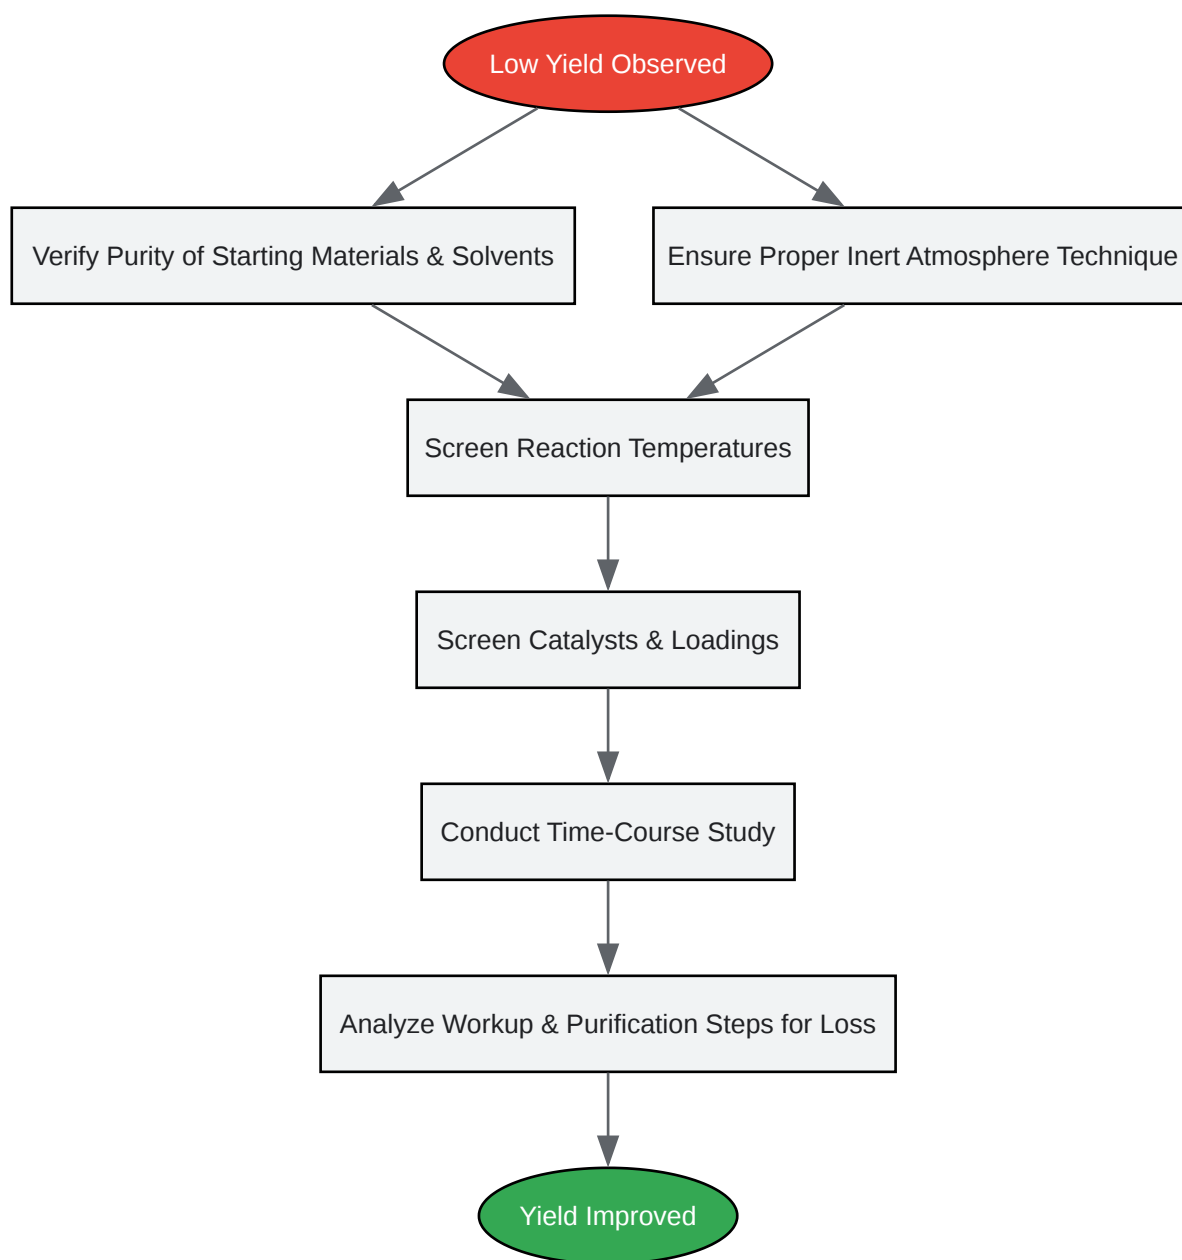 Low Yield Observed
Verify Purity of Starting Materials & Solvents
Ensure Proper Inert Atmosphere Technique
Screen Reaction Temperatures
Screen Catalysts & Loadings
Conduct Time-Course Study
Analyze Workup & Purification Steps for Loss
Yield Improved